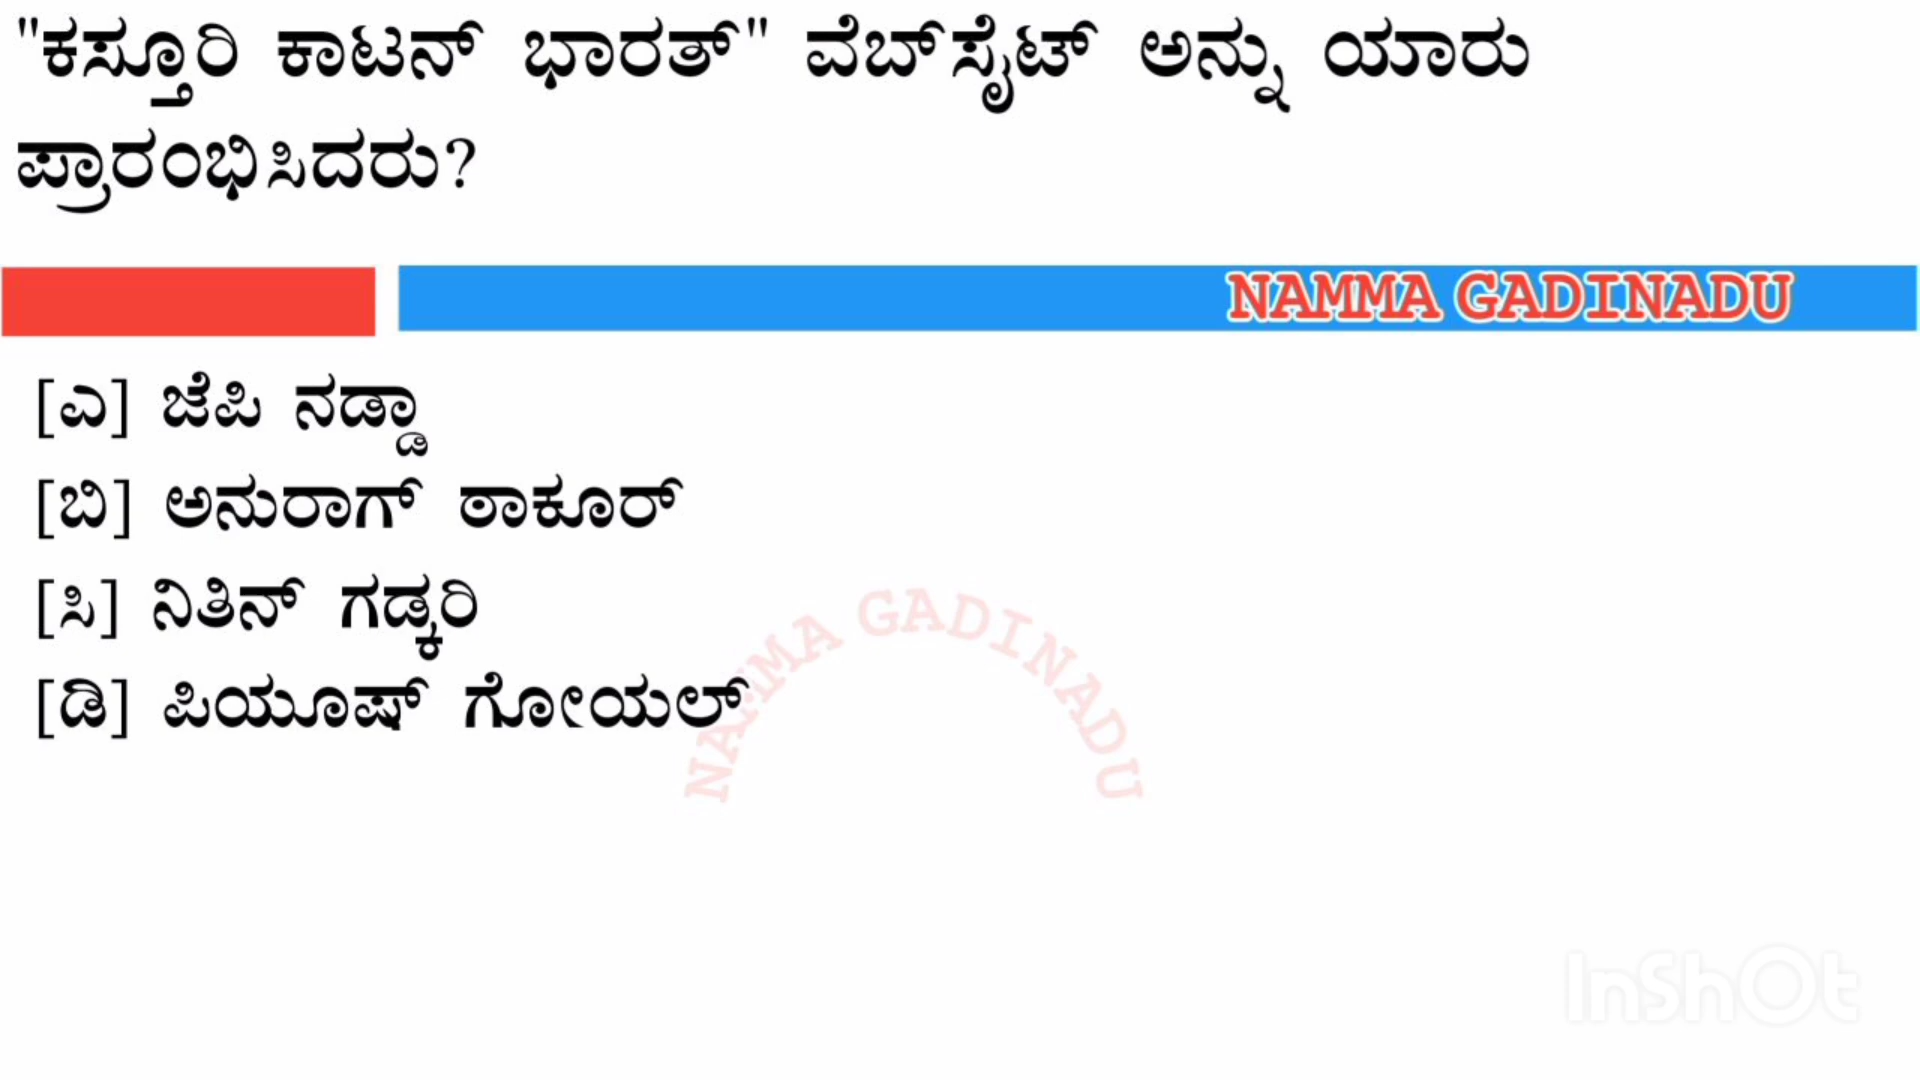 "ಕಸ್ತೂರಿ ಕಾಟನ್ ಭಾರತ್" ವೆಬ್‌ಸೈಟ್ ಅನ್ನು ಯಾರು
ಪ್ರಾರಂಭಿಸಿದರು?
NAMMA GADINADU
[ಎ] ಜೆಪಿ ನಡ್ಡಾ
[ಬಿ] ಅನುರಾಗ್ ಠಾಕೂರ್
[ಸಿ] ನಿತಿನ್ ಗಡ್ಕರಿ
[ಡಿ] ಪಿಯೂಷ್ ಗೋಯಲ್
NAMMA GADINADU
InShOt